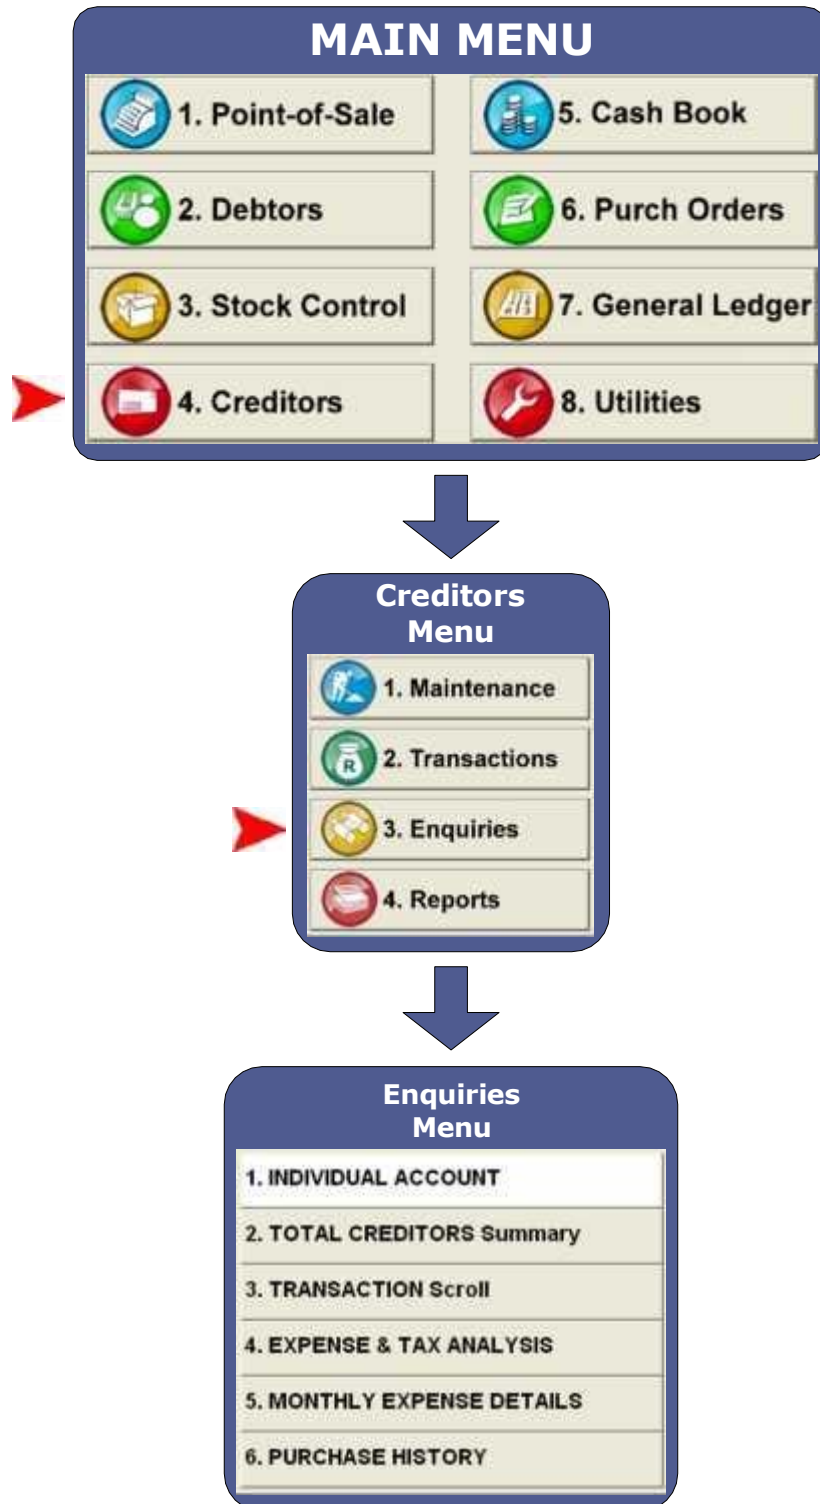 MAIN MENU
1. Point-of-Sale
5. Cash Book
2. Debtors
6. Purch Orders
3. Stock Control
7. General Ledger
4. Creditors
8. Utilities
Creditors
Menu
1. Maintenance
R
2. Transactions
3. Enquiries
4. Reports
Enquiries
Menu
1. INDIVIDUAL ACCOUNT
2. TOTAL CREDITORS Summary
3. TRANSACTION Scroll
4. EXPENSE & TAX ANALYSIS
5. MONTHLY EXPENSE DETAILS
6. PURCHASE HISTORY